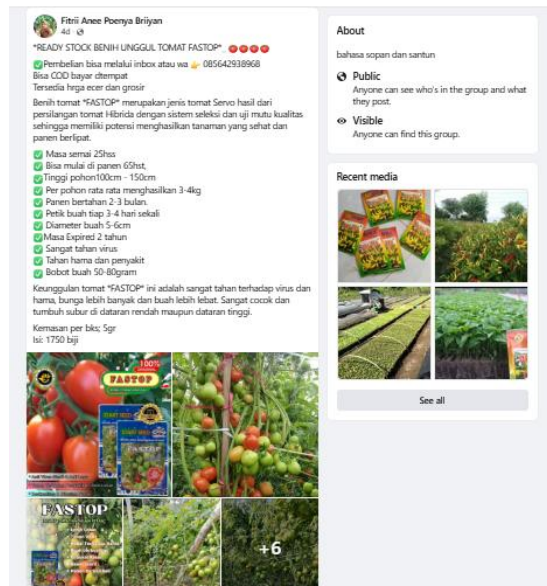 Fitrii Anee Poenya Briiyan
4d
*READY STOCK BENIH UNGGUL TOMAT FASTOP*_ 🍅🍅🍅🍅
✅Pembelian bisa melalui inbox atau wa 👉 085642938968
Bisa COD bayar dtempat
Tersedia hrga ecer dan grosir
Benih tomat *FASTOP* merupakan jenis tomat Servo hasil dari
persilangan tomat Hibrida dengan sistem seleksi dan uji mutu kualitas
sehingga memiliki potensi menghasilkan tanaman yang sehat dan
panen berlipat.
✅ Masa semai 25hss
✅ Bisa mulai di panen 65hst,
✅Tinggi pohon100cm - 150cm
✅ Per pohon rata rata menghasilkan 3-4kg
✅ Panen bertahan 2-3 bulan.
✅ Petik buah tiap 3-4 hari sekali
✅ Diameter buah 5-6cm
✅Masa Expired 2 tahun
✅ Sangat tahan virus
✅ Tahan hama dan penyakit
✅ Bobot buah 50-80gram
Keunggulan tomat *FASTOP* ini adalah sangat tahan terhadap virus dan
hama, bunga lebih banyak dan buah lebih lebat. Sangat cocok dan
tumbuh subur di dataran rendah maupun dataran tinggi.
Kemasan per bks; 5gr
Isi: 1750 biji
100%
FASTOP
FASTOP
FASTOP
+6
About
bahasa sopan dan santun
Public
Anyone can see who's in the group and what
they post.
Visible
Anyone can find this group.
Recent media
See all